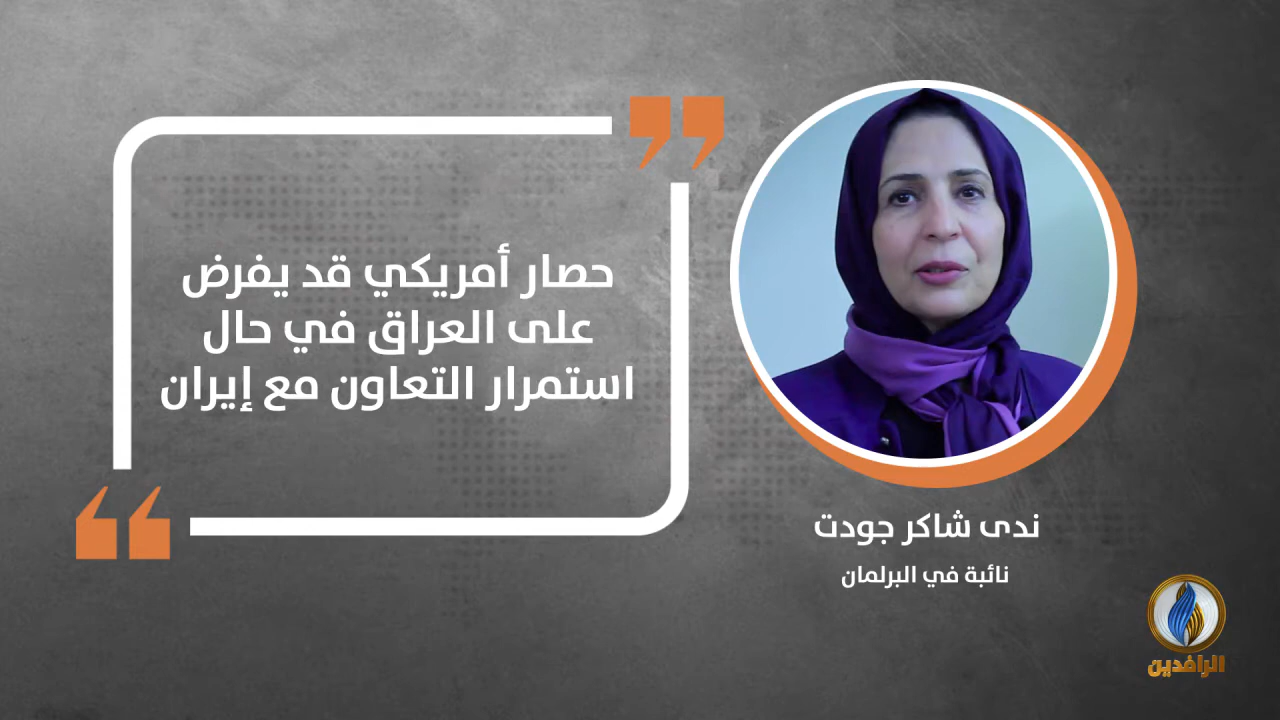 حصار أمريكي قد يفرض
على العراق في حال
استمرار التعاون مع إيران
ندى شاكر جودت
نائبة في البرلمان
الرافدين